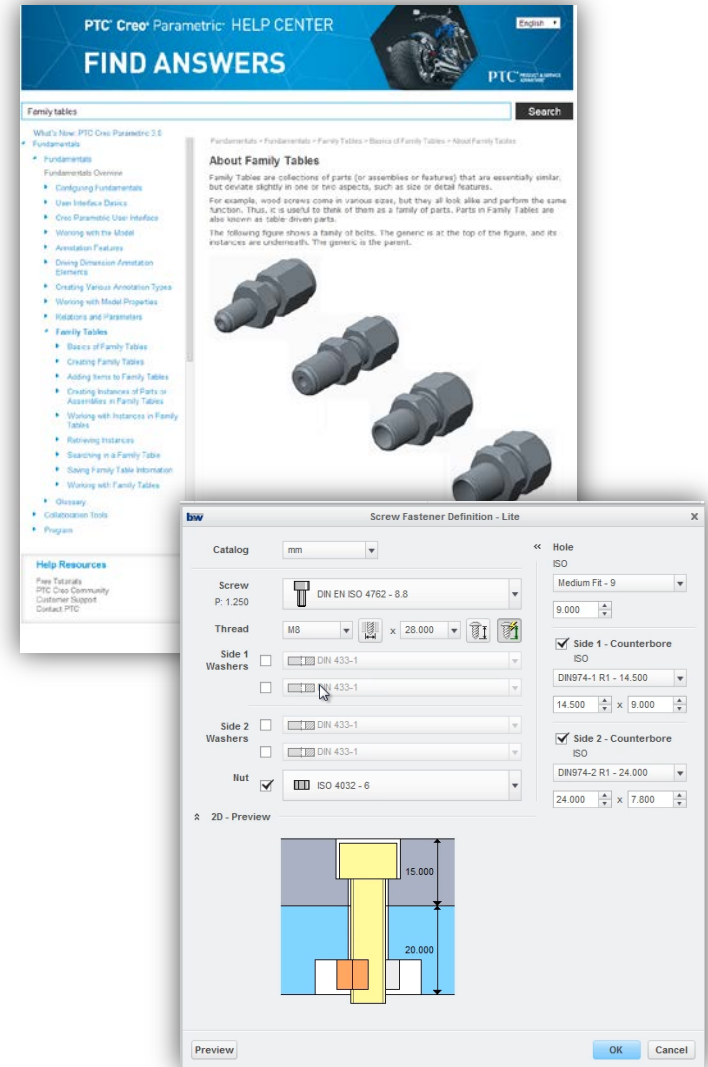 PTC® Creo® Parametric™ HELP CENTER
English
FIND ANSWERS
PTC®
Family tables
Search
What's New: PTC Creo Parametric 3.0
Fundamentals
Fundamentals
Fundamentals Overview
Configuring Fundamentals
User Interface Basics
Creo Parametric User Interface
Working with the Model
Annotation Features
Driving Dimension Annotation
Elements
Creating Various Annotation Types
Working with Model Properties
Relations and Parameters
Family Tables
Basics of Family Tables
Creating Family Tables
Adding Items to Family Tables
Creating Instances of Parts or
Assemblies in Family Tables
Working with Instances in Family
Tables
Retrieving Instances
Searching in a Family Table
Saving Family Table Information
Working with Family Tables
Glossary
Collaboration Tools
Program
Help Resources
Free Tutorials
PTC Creo Community
Customer Support
Contact PTC
Fundamentals > Fundamentals > Family Tables > Basics of Family Tables > About Family Tables
About Family Tables
Family Tables are collections of parts (or assemblies or features) that are essentially similar,
but deviate slightly in one or two aspects, such as size or detail features.
For example, wood screws come in various sizes, but they all look alike and perform the same
function. Thus, it is useful to think of them as a family of parts. Parts in Family Tables are
also known as table driven parts.
The following figure shows a family of bolts. The generic is at the top of the figure, and its
instances are underneath. The generic is the parent.
bw
Screw Fastener Definition - Lite
x
Catalog
mm
Screw
P: 1.250
DIN EN ISO 4762 - 8.8
Thread
M8
x
28.000
Side 1
Washers
DIN 433-1
DIN 433-1
Side 2
Washers
DIN 433-1
DIN 433-1
Nut
ISO 4032 - 6
2D - Preview
15.000
20.000
Hole
ISO
Medium Fit - 9
9.000
Side 1 - Counterbore
ISO
DIN974-1 R1 - 14.500
14.500 x 9.000
Side 2 - Counterbore
ISO
DIN974-2 R1 - 24.000
24.000 x 7.800
Preview
OK
Cancel